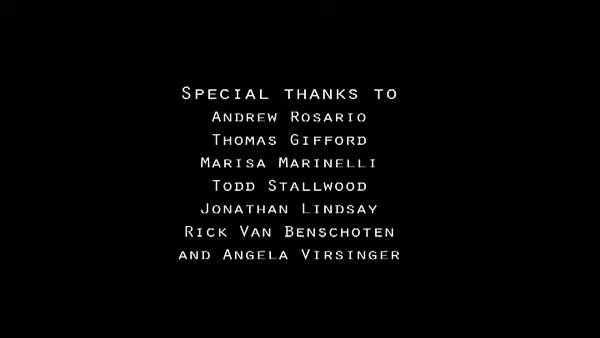 Special thanks to
Andrew Rosario
Thomas Gifford
Marisa Marinelli
Todd Stallwood
Jonathan Lindsay
Rick Van Benschoten
and Angela Virsinger